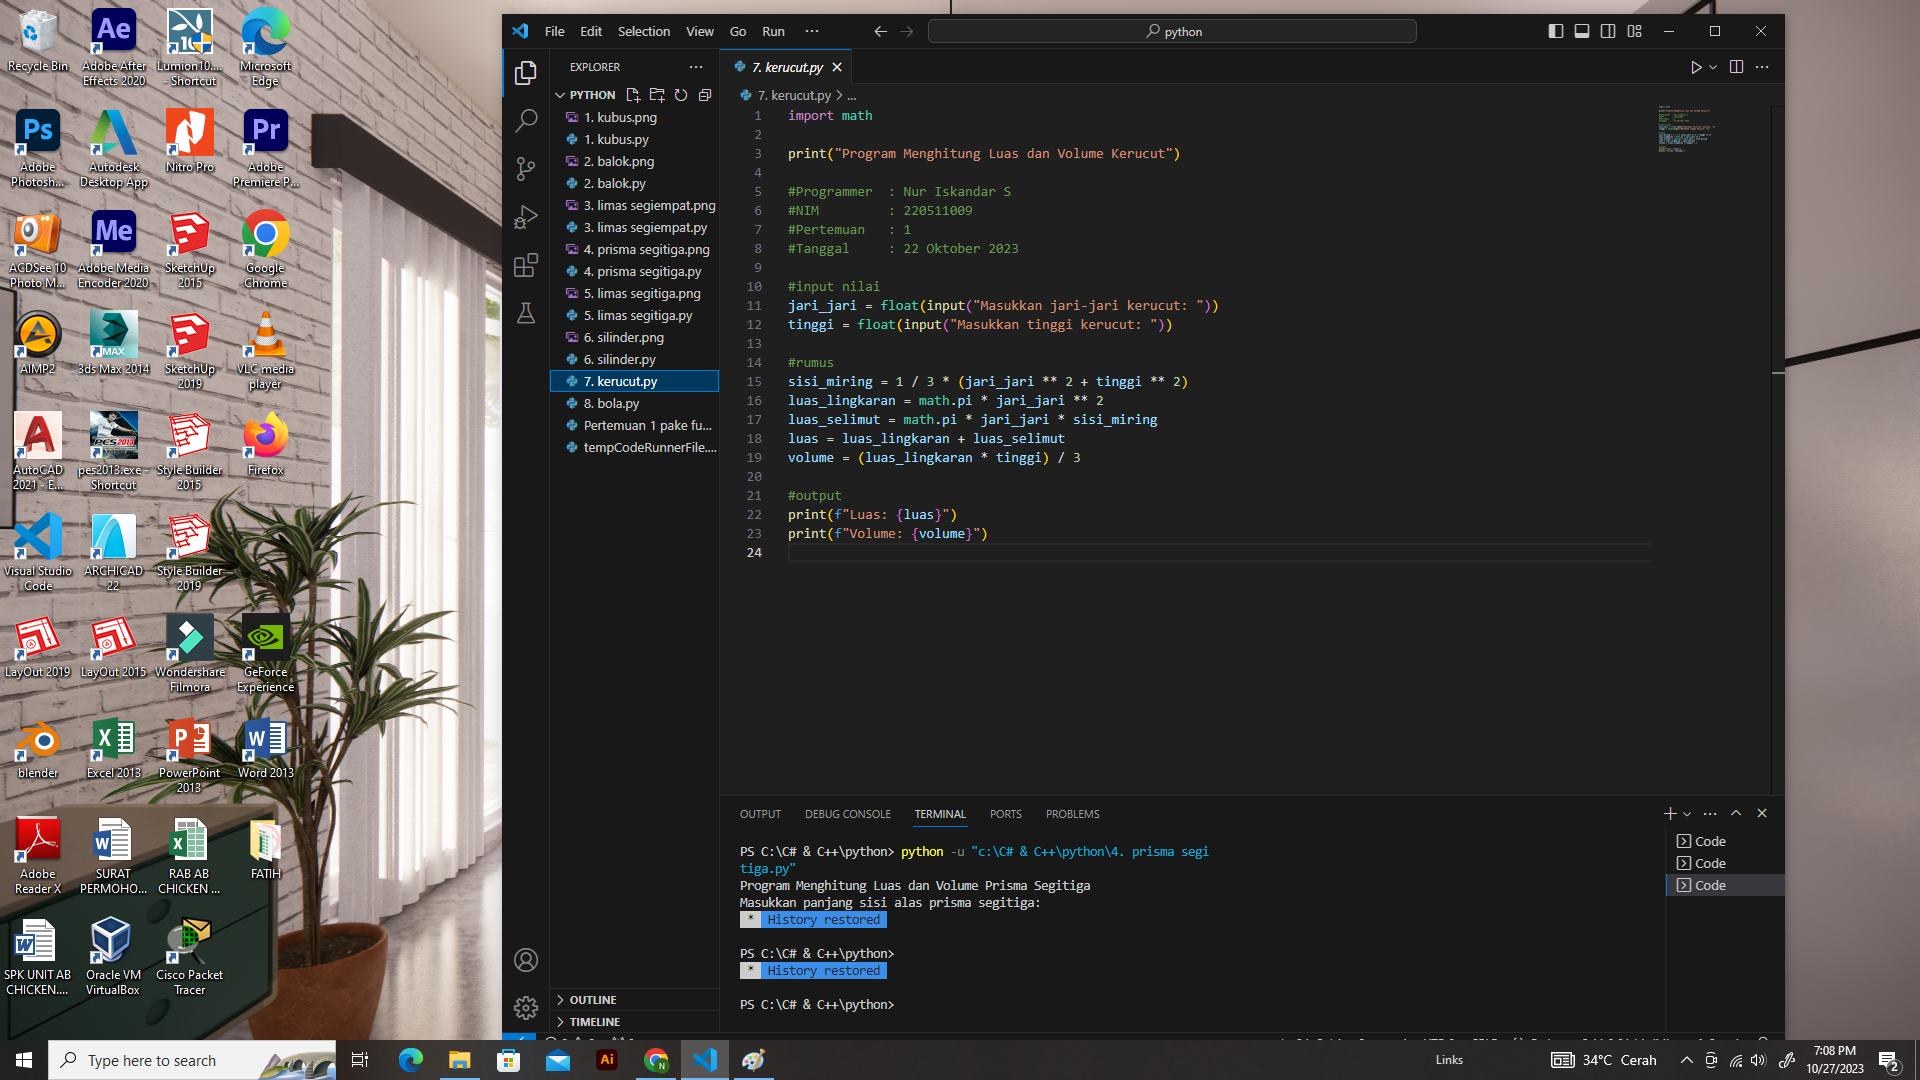 Recycle Bin
Adobe After Effects 2020
Lumion10.... - Shortcut
Microsoft Edge
Adobe Photosh...
Autodesk Desktop App
Nitro Pro
Adobe Premiere P...
ACDSee 10 Photo M...
Adobe Media Encoder 2020
SketchUp 2015
Google Chrome
AIMP2
3ds Max 2014
SketchUp 2019
VLC media player
AutoCAD 2021 - E...
pes2013.exe - Shortcut
Style Builder 2015
Firefox
Visual Studio Code
ARCHICAD 22
Style Builder 2019
LayOut 2019
LayOut 2015
Wondershare Filmora
GeForce Experience
blender
Excel 2013
PowerPoint 2013
Word 2013
Adobe Reader X
SURAT PERMOHO...
RAB AB CHICKEN ...
FATIH
SPK UNIT AB CHICKEN....
Oracle VM VirtualBox
Cisco Packet Tracer
File Edit Selection View Go Run ···
python
EXPLORER
PYTHON
1. kubus.png
1. kubus.py
2. balok.png
2. balok.py
3. limas segiempat.png
3. limas segiempat.py
4. prisma segitiga.png
4. prisma segitiga.py
5. limas segitiga.png
5. limas segitiga.py
6. silinder.png
6. silinder.py
7. kerucut.py
8. bola.py
Pertemuan 1 pake fu...
tempCodeRunnerFile....
OUTLINE
TIMELINE
7. kerucut.py
7. kerucut.py > ...
1 import math
2
3 print("Program Menghitung Luas dan Volume Kerucut")
4
5 #Programmer  : Nur Iskandar S
6 #NIM         : 220511009
7 #Pertemuan   : 1
8 #Tanggal     : 22 Oktober 2023
9
10 #input nilai
11 jari_jari = float(input("Masukkan jari-jari kerucut: "))
12 tinggi = float(input("Masukkan tinggi kerucut: "))
13
14 #rumus
15 sisi_miring = 1 / 3 * (jari_jari ** 2 + tinggi ** 2)
16 luas_lingkaran = math.pi * jari_jari ** 2
17 luas_selimut = math.pi * jari_jari * sisi_miring
18 luas = luas_lingkaran + luas_selimut
19 volume = (luas_lingkaran * tinggi) / 3
20
21 #output
22 print(f"Luas: {luas}")
23 print(f"Volume: {volume}")
24
OUTPUT DEBUG CONSOLE TERMINAL PORTS PROBLEMS
PS C:\C# & C++\python> python -u "c:\C# & C++\python\4. prisma segi
tiga.py"
Program Menghitung Luas dan Volume Prisma Segitiga
Masukkan panjang sisi alas prisma segitiga:
* History restored
PS C:\C# & C++\python>
* History restored
PS C:\C# & C++\python>
Code
Code
Code
Type here to search
Links
34°C Cerah
7:08 PM
10/27/2023
2